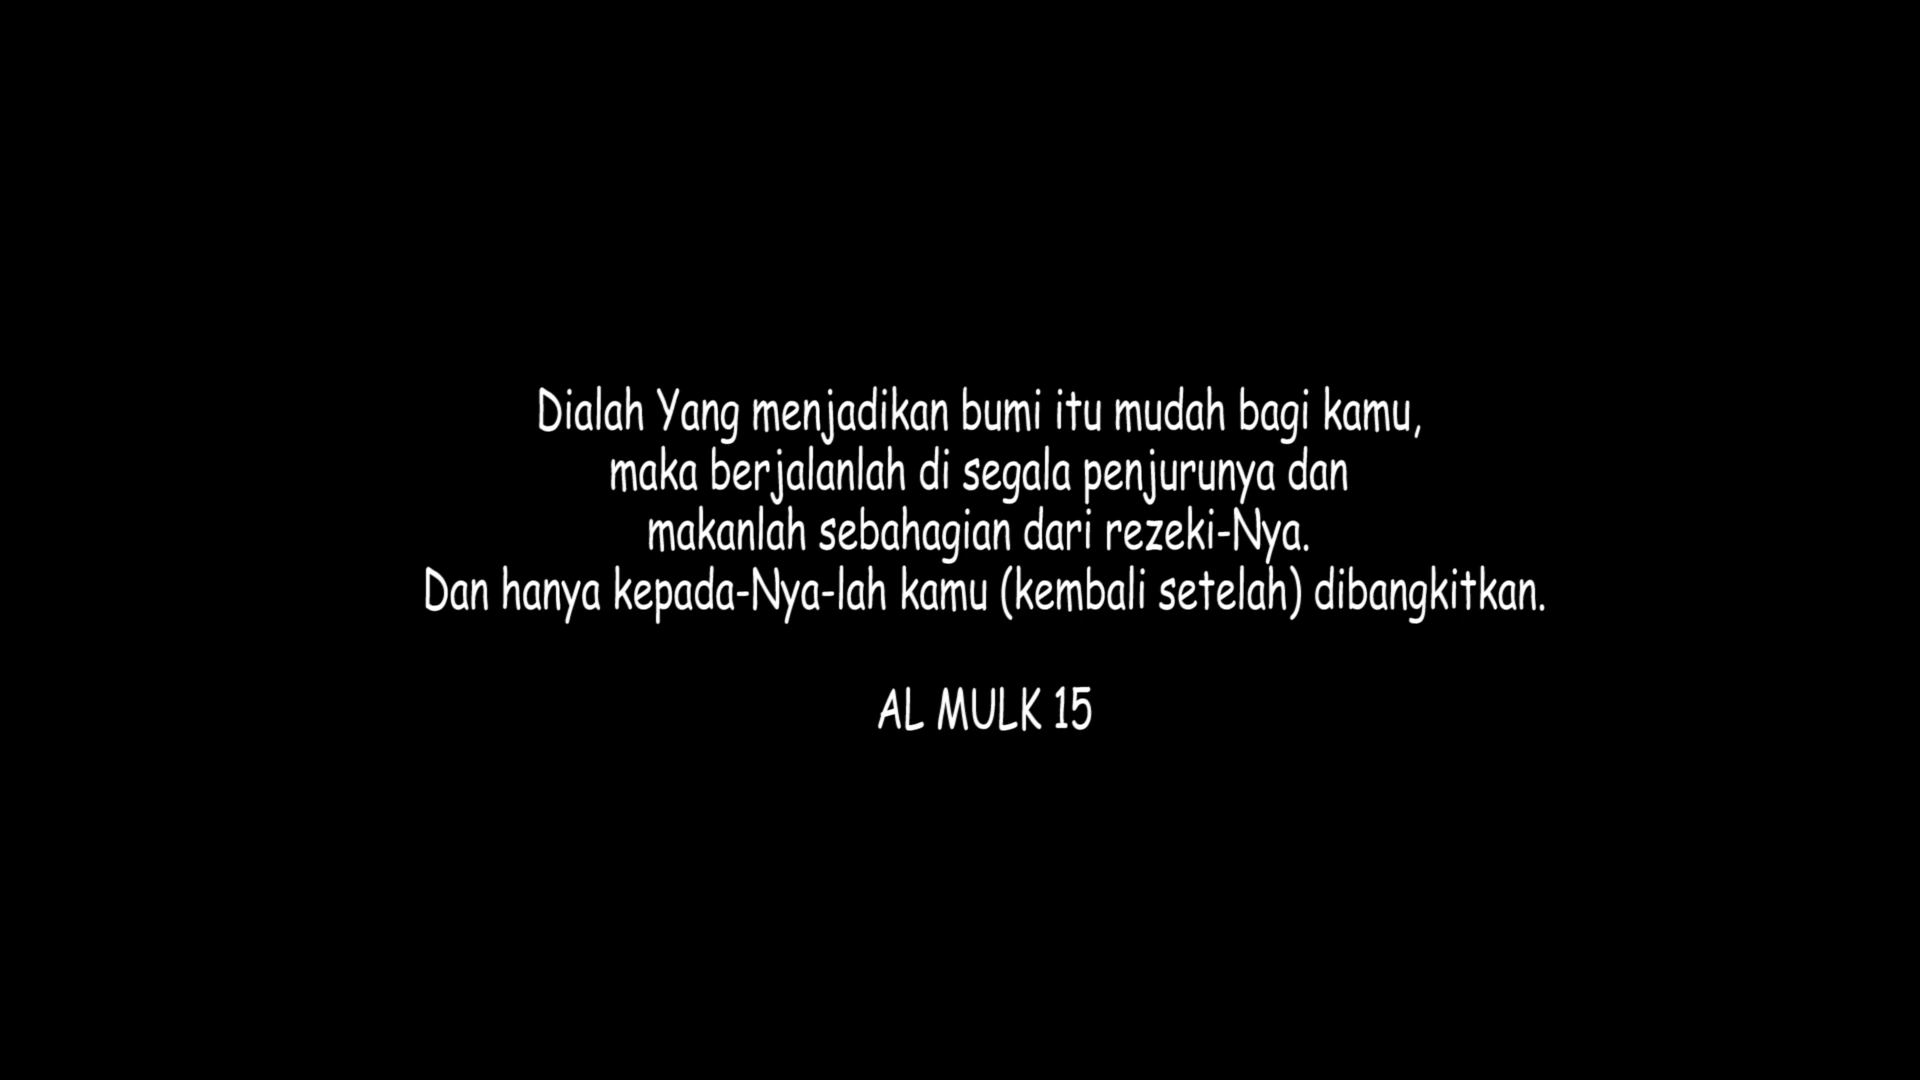 Dialah Yang menjadikan bumi itu mudah bagi kamu,
maka berjalanlah di segala penjurunya dan
makanlah sebahagian dari rezeki-Nya.
Dan hanya kepada-Nya-lah kamu (kembali setelah) dibangkitkan.
AL MULK 15